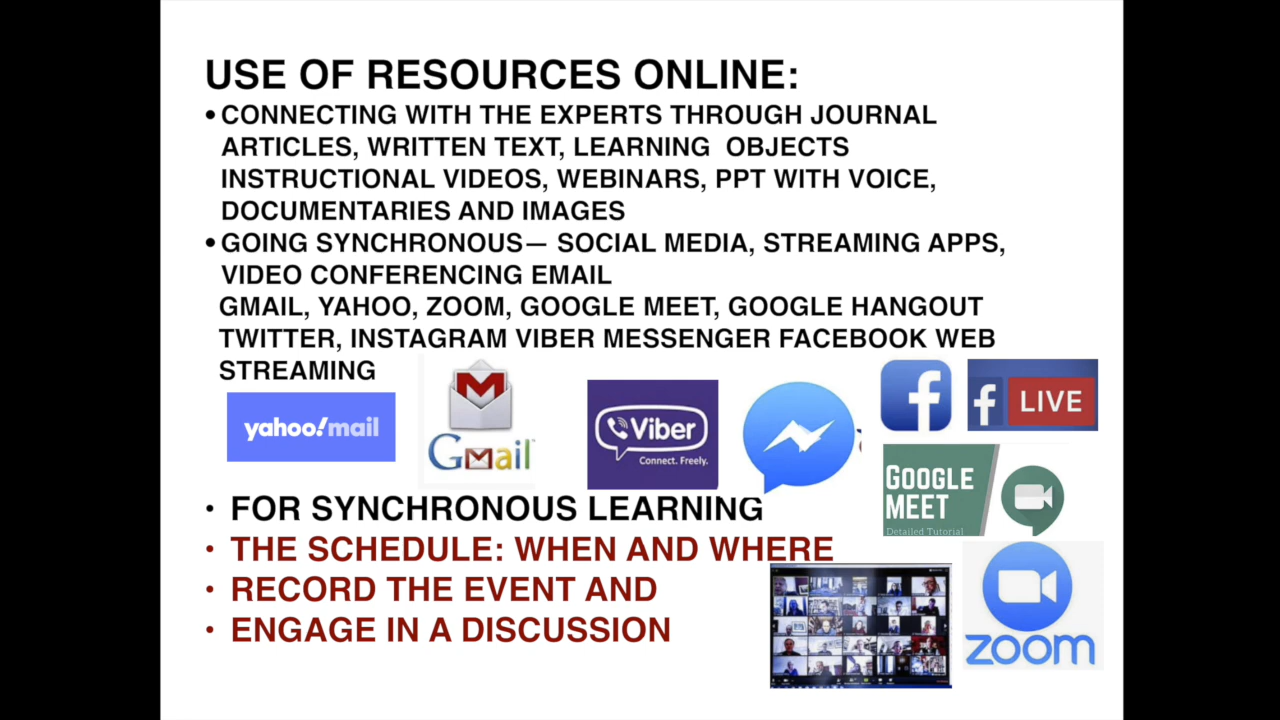 USE OF RESOURCES ONLINE:
•CONNECTING WITH THE EXPERTS THROUGH JOURNAL
ARTICLES, WRITTEN TEXT, LEARNING OBJECTS
INSTRUCTIONAL VIDEOS, WEBINARS, PPT WITH VOICE,
DOCUMENTARIES AND IMAGES
•GOING SYNCHRONOUS— SOCIAL MEDIA, STREAMING APPS,
VIDEO CONFERENCING EMAIL
GMAIL, YAHOO, ZOOM, GOOGLE MEET, GOOGLE HANGOUT
TWITTER, INSTAGRAM VIBER MESSENGER FACEBOOK WEB
STREAMING
yahoo!mail
Gmail
Viber
Connect. Freely.
f
f LIVE
GOOGLE
MEET
Detailed Tutorial
• FOR SYNCHRONOUS LEARNING
• THE SCHEDULE: WHEN AND WHERE
• RECORD THE EVENT AND
• ENGAGE IN A DISCUSSION
zoom